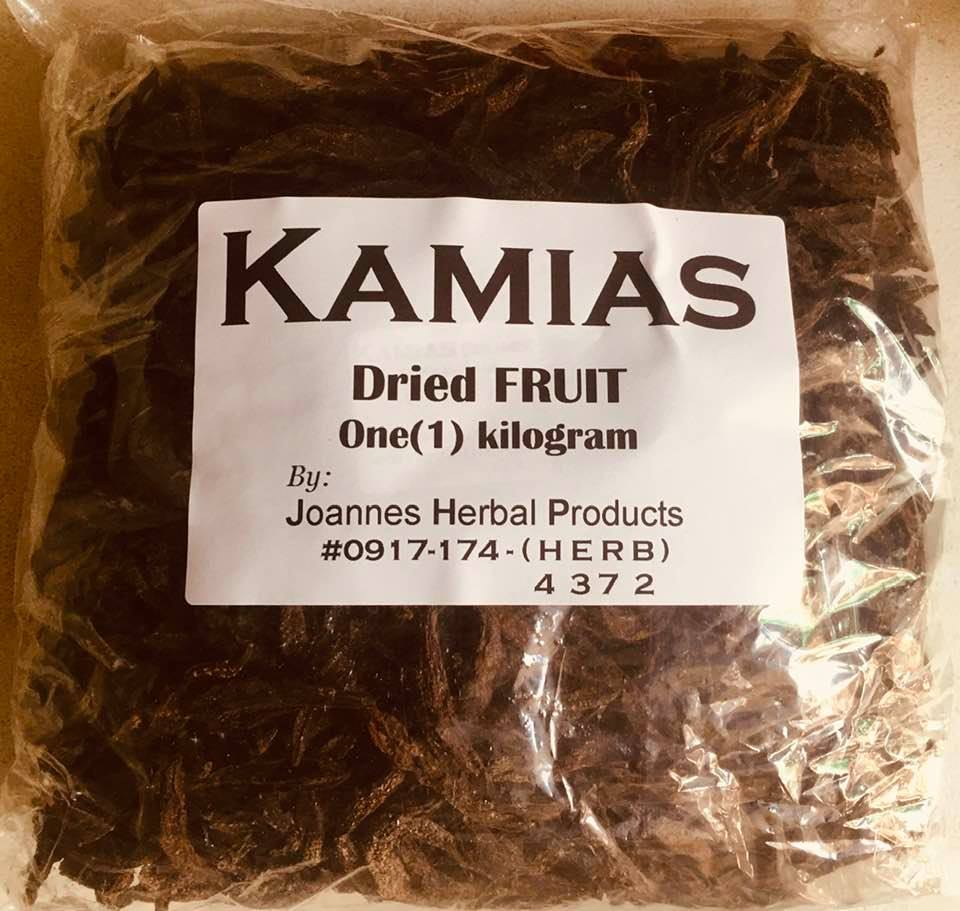 KAMIAS
Dried FRUIT
One(1) kilogram
By:
Joannes Herbal Products
#0917-174-(HERB)
4372